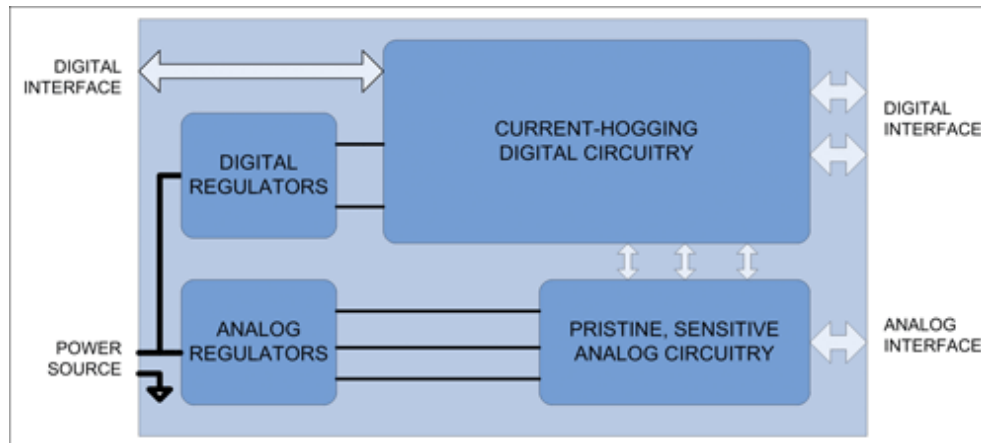 DIGITAL
INTERFACE
CURRENT-HOGGING
DIGITAL CIRCUITRY
DIGITAL
INTERFACE
DIGITAL
REGULATORS
ANALOG
REGULATORS
PRISTINE, SENSITIVE
ANALOG CIRCUITRY
ANALOG
INTERFACE
POWER
SOURCE